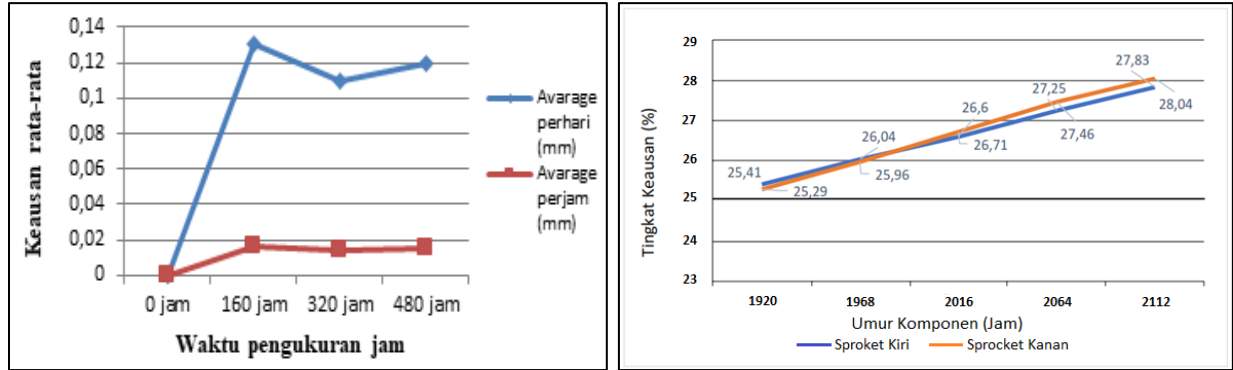 0,14
0,12
0,1
0,08
0,06
0,04
0,02
0
Keausan rata-rata
0 jam 160 jam 320 jam 480 jam
Waktu pengukuran jam
Avarage
perhari
(mm)
Avarage
perjam
(mm)
29
28
27
26
25
24
23
Tingkat Keausan (%)
25,41
25,29
26,04
25,96
26,6
26,71
27,25
27,46
27,83
28,04
1920 1968 2016 2064 2112
Umur Komponen (Jam)
Sproket Kiri Sprocket Kanan